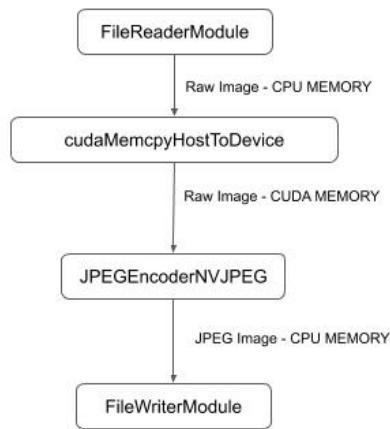 FileReaderModule
Raw Image - CPU MEMORY
cudaMemcpyHostToDevice
Raw Image - CUDA MEMORY
JPEGEncoderNVJPEG
JPEG Image - CPU MEMORY
FileWriterModule